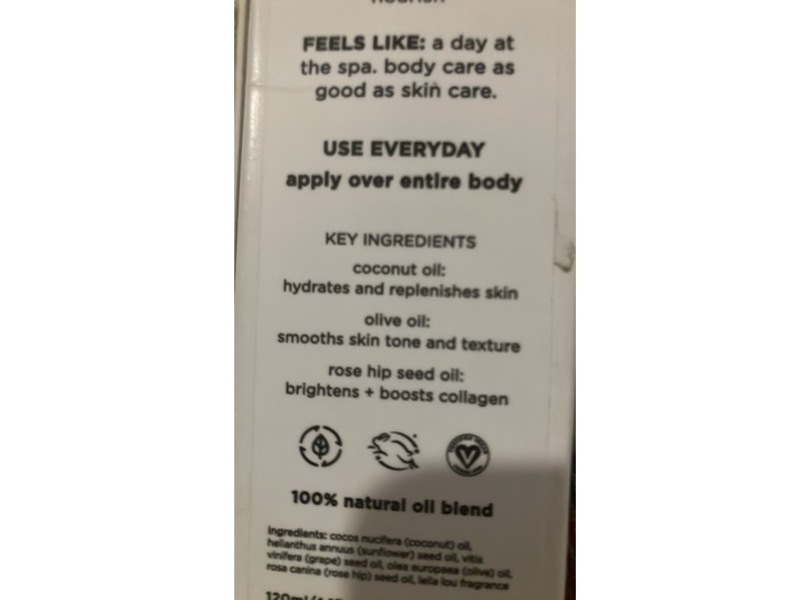 nourish
FEELS LIKE: a day at
the spa. body care as
good as skin care.
USE EVERYDAY
apply over entire body
KEY INGREDIENTS
coconut oil:
hydrates and replenishes skin
olive oil:
smooths skin tone and texture
rose hip seed oil:
brightens + boosts collagen
100% natural oil blend
ingredients: cocos nucifera (coconut) oil,
helianthus annuus (sunflower) seed oil, vitis
vinifera (grape) seed oil, olea europaea (olive) oil,
rosa canina (rose hip) seed oil, lella lou fragrance
120ml/